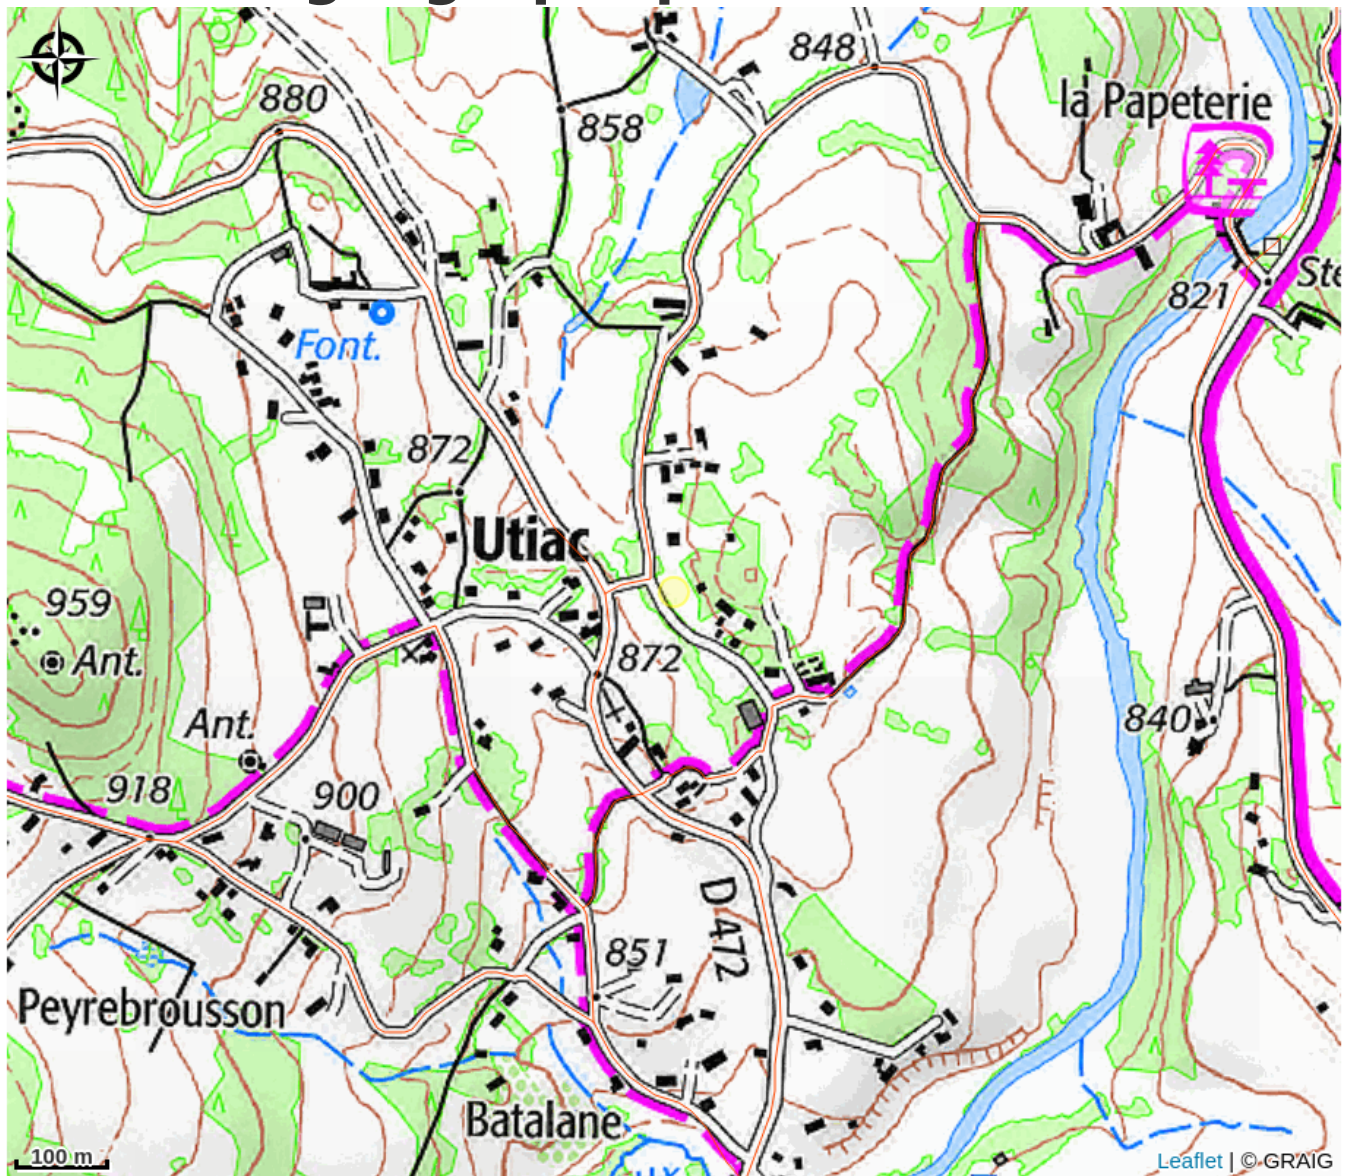 848
la Papeterie
880
858
Ste
821
Font.
872
Utiac
959
Ant.
872
Ant.
840
918
900
D 472
851
Peyrebrousson
Batalane
100 m
Leaflet | © GRAIG